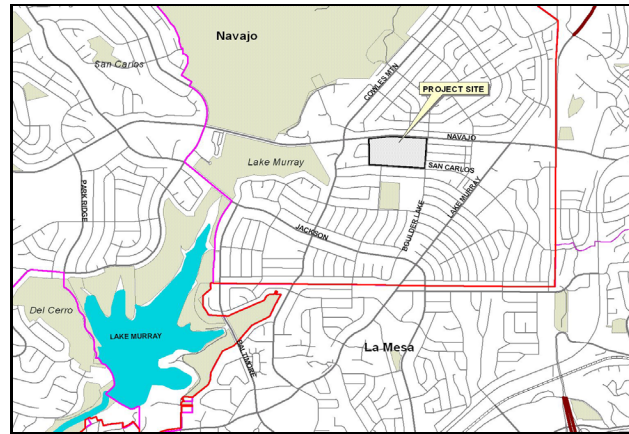 Navajo
San Carlos
COWLES MTN
PROJECT SITE
NAVAJO
Lake Murray
SAN CARLOS
PARK RIDGE
LAKE MURRAY
BOULDER LAKE
JACKSON
Del Cerro
LAKE MURRAY
BALTIMORE
La Mesa